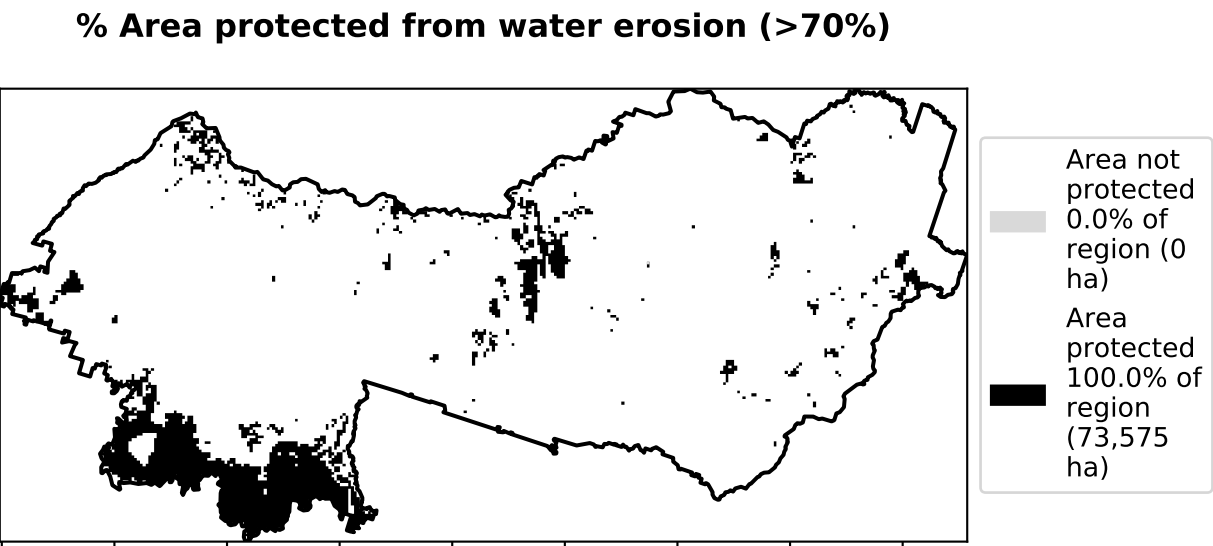 % Area protected from water erosion (>70%)
Area not
protected
0.0% of
region (0
ha)
Area
protected
100.0% of
region
(73,575
ha)